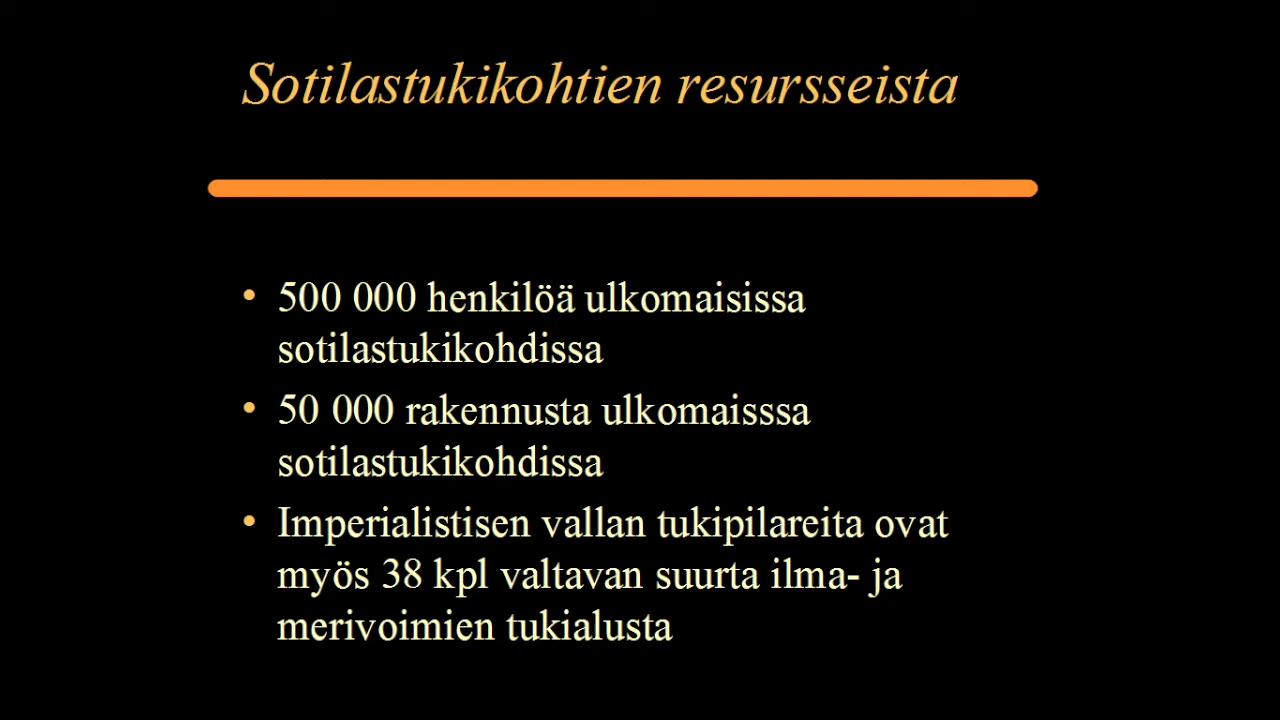 Sotilastukikohtien resursseista
• 500 000 henkilöä ulkomaisissa
sotilastukikohdissa
• 50 000 rakennusta ulkomaisssa
sotilastukikohdissa
• Imperialistisen vallan tukipilareita ovat
myös 38 kpl valtavan suurta ilma- ja
merivoimien tukialusta